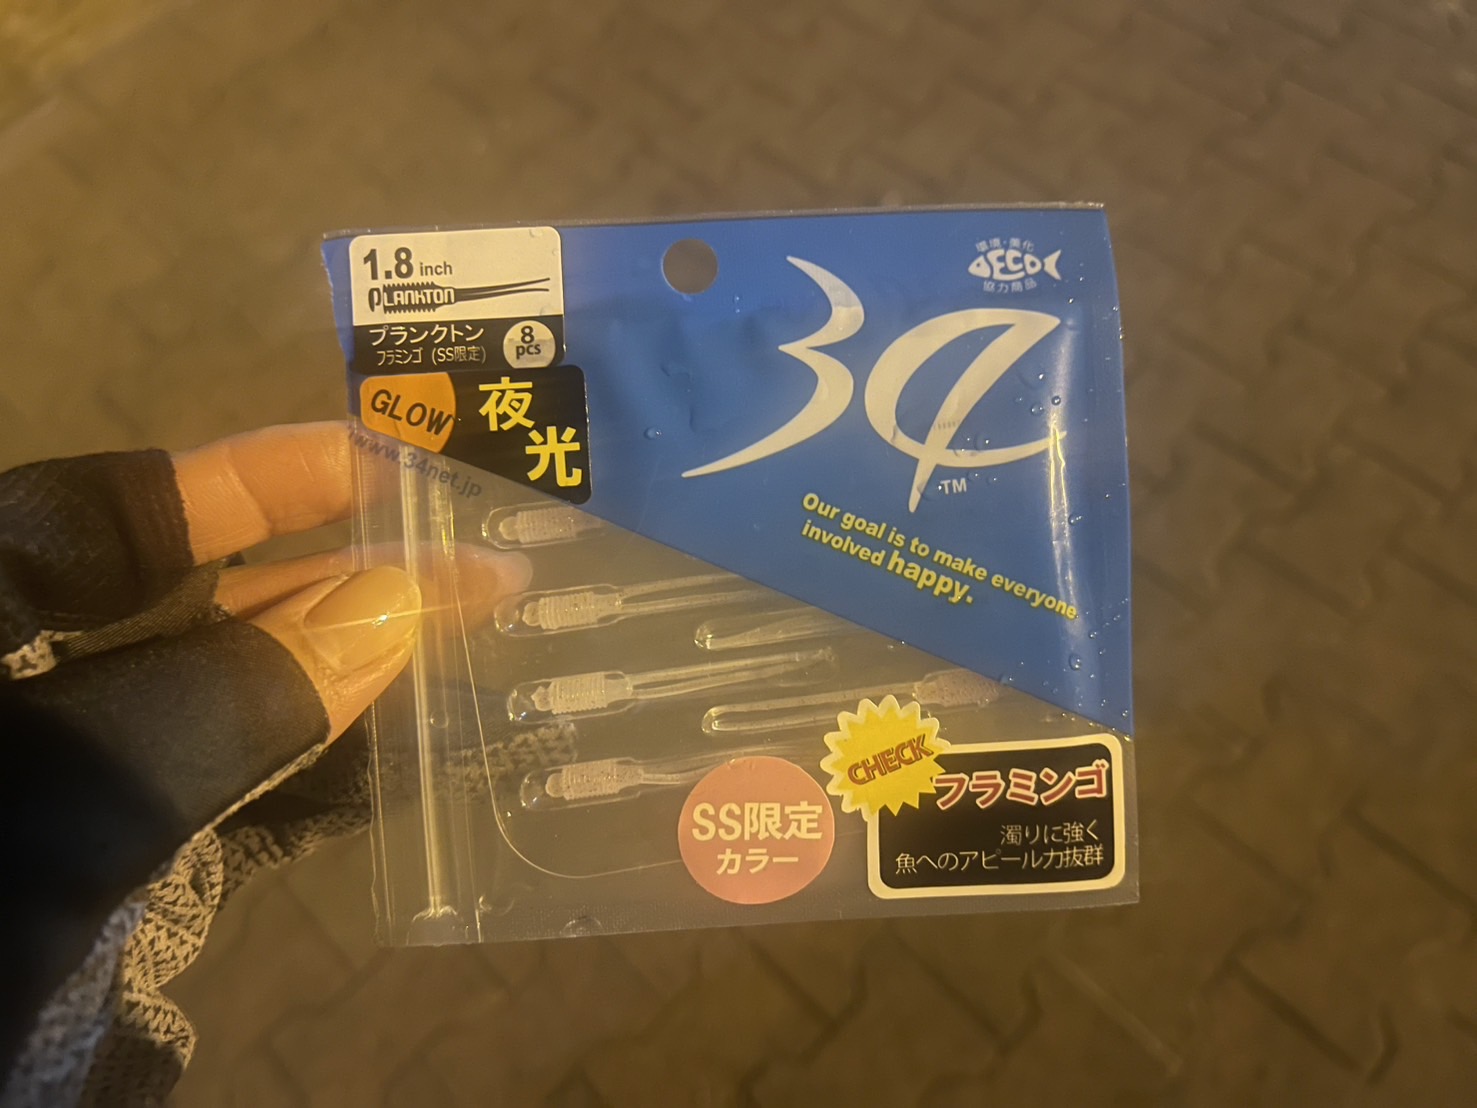 1.8 inch
PLANKTON
プランクトン
フラミンゴ (SS限定)
8
pcs
GLOW
夜光
www.34net.jp
環境・美化
ECO
協力商品
34
TM
Our goal is to make everyone
involved happy.
SS限定
カラー
CHECK
フラミンゴ
濁りに強く
魚へのアピール力抜群